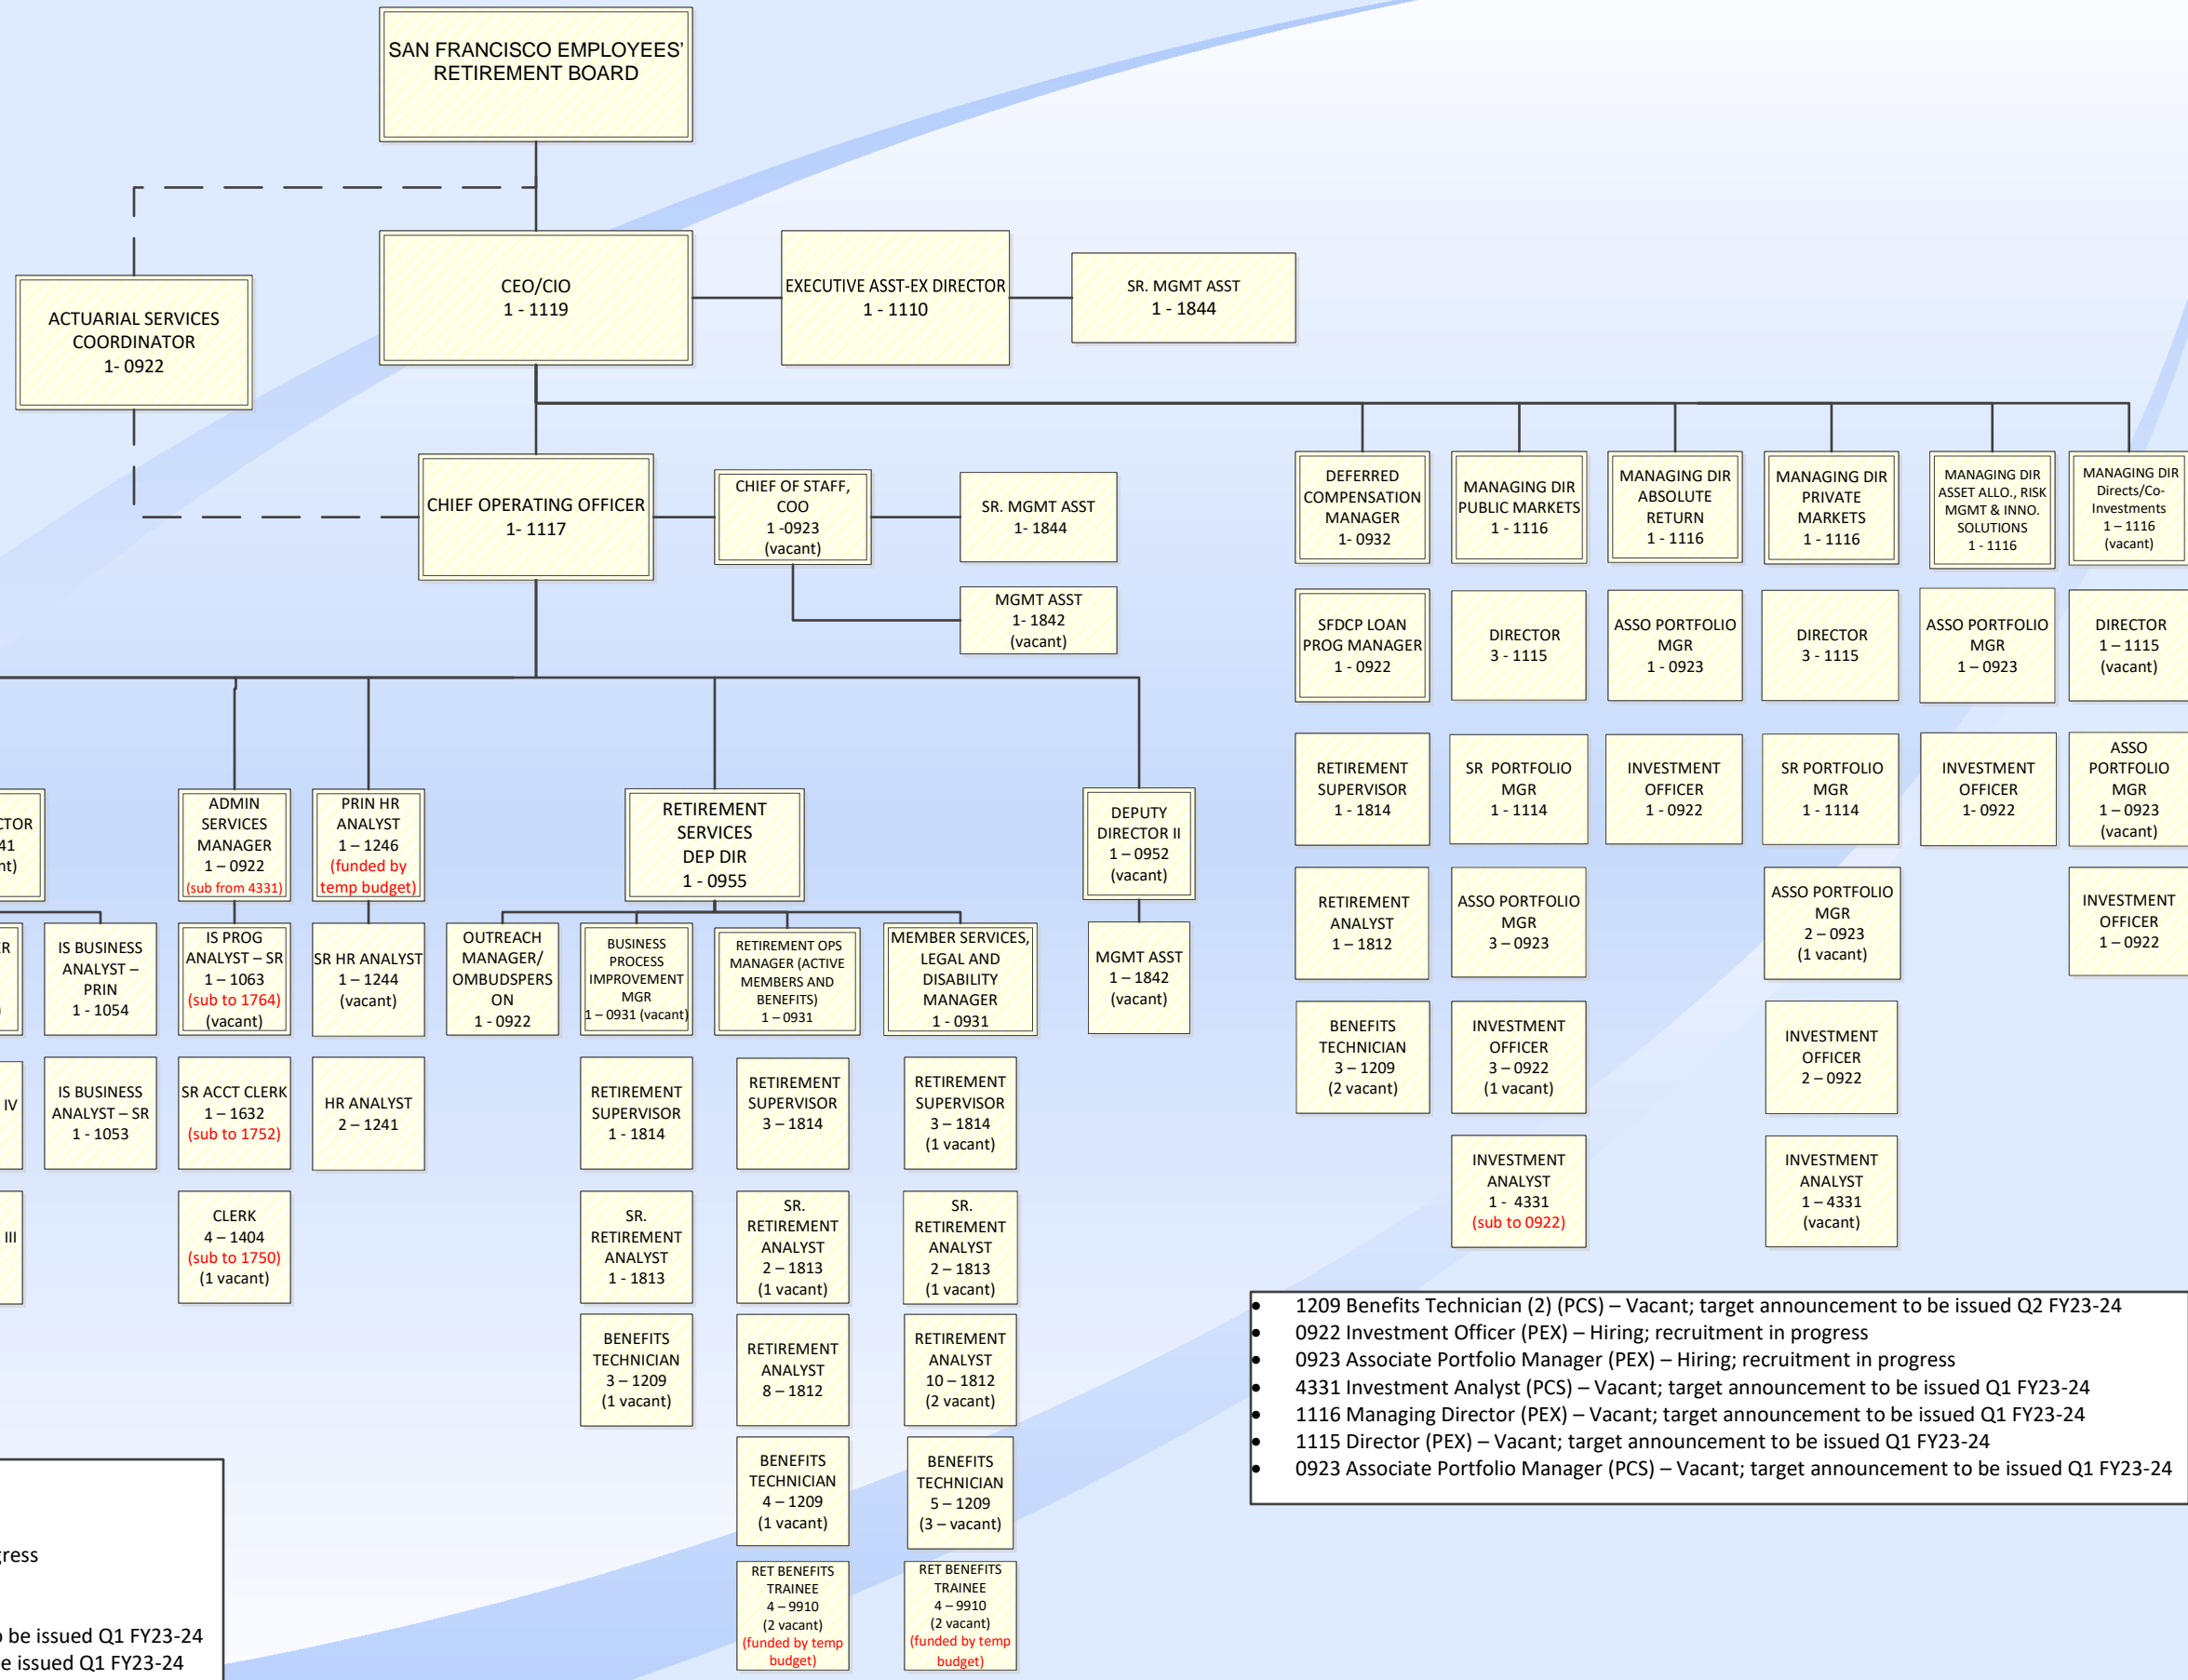 SAN FRANCISCO EMPLOYEES'
RETIREMENT BOARD
ACTUARIAL SERVICES
COORDINATOR
1- 0922
CEO/CIO
1 - 1119
EXECUTIVE ASST-EX DIRECTOR
1 - 1110
SR. MGMT ASST
1 - 1844
CHIEF OPERATING OFFICER
1- 1117
CHIEF OF STAFF,
COO
1 -0923
(vacant)
SR. MGMT ASST
1- 1844
MGMT ASST
1- 1842
(vacant)
DEFERRED
COMPENSATION
MANAGER
1- 0932
MANAGING DIR
PUBLIC MARKETS
1 - 1116
MANAGING DIR
ABSOLUTE
RETURN
1 - 1116
MANAGING DIR
PRIVATE
MARKETS
1 - 1116
MANAGING DIR
ASSET ALLO., RISK
MGMT & INNO.
SOLUTIONS
1 - 1116
MANAGING DIR
Directs/Co-
Investments
1 – 1116
(vacant)
SFDCP LOAN
PROG MANAGER
1 - 0922
DIRECTOR
3 - 1115
ASSO PORTFOLIO
MGR
1 - 0923
DIRECTOR
3 - 1115
ASSO PORTFOLIO
MGR
1 – 0923
DIRECTOR
1 – 1115
(vacant)
RETIREMENT
SUPERVISOR
1 - 1814
SR PORTFOLIO
MGR
1 - 1114
INVESTMENT
OFFICER
1 - 0922
SR PORTFOLIO
MGR
1 - 1114
INVESTMENT
OFFICER
1- 0922
ASSO
PORTFOLIO
MGR
1 – 0923
(vacant)
RETIREMENT
ANALYST
1 – 1812
ASSO PORTFOLIO
MGR
3 – 0923
ASSO PORTFOLIO
MGR
2 – 0923
(1 vacant)
INVESTMENT
OFFICER
1 – 0922
BENEFITS
TECHNICIAN
3 – 1209
(2 vacant)
INVESTMENT
OFFICER
3 – 0922
(1 vacant)
INVESTMENT
OFFICER
2 – 0922
INVESTMENT
ANALYST
1 - 4331
(sub to 0922)
INVESTMENT
ANALYST
1 – 4331
(vacant)
CTOR
41
nt)
ADMIN
SERVICES
MANAGER
1 – 0922
(sub from 4331)
PRIN HR
ANALYST
1 – 1246
(funded by
temp budget)
RETIREMENT
SERVICES
DEP DIR
1 - 0955
DEPUTY
DIRECTOR II
1 – 0952
(vacant)
ER
)
IS BUSINESS
ANALYST –
PRIN
1 - 1054
IS PROG
ANALYST – SR
1 – 1063
(sub to 1764)
(vacant)
SR HR ANALYST
1 – 1244
(vacant)
OUTREACH
MANAGER/
OMBUDSPERS
ON
1 - 0922
BUSINESS
PROCESS
IMPROVEMENT
MGR
1 – 0931 (vacant)
RETIREMENT OPS
MANAGER (ACTIVE
MEMBERS AND
BENEFITS)
1 – 0931
MEMBER SERVICES,
LEGAL AND
DISABILITY
MANAGER
1 - 0931
MGMT ASST
1 – 1842
(vacant)
IV
IS BUSINESS
ANALYST – SR
1 - 1053
SR ACCT CLERK
1 – 1632
(sub to 1752)
HR ANALYST
2 – 1241
RETIREMENT
SUPERVISOR
1 - 1814
RETIREMENT
SUPERVISOR
3 – 1814
RETIREMENT
SUPERVISOR
3 – 1814
(1 vacant)
III
CLERK
4 – 1404
(sub to 1750)
(1 vacant)
SR.
RETIREMENT
ANALYST
1 - 1813
SR.
RETIREMENT
ANALYST
2 – 1813
(1 vacant)
SR.
RETIREMENT
ANALYST
2 – 1813
(1 vacant)
BENEFITS
TECHNICIAN
3 – 1209
(1 vacant)
RETIREMENT
ANALYST
8 – 1812
RETIREMENT
ANALYST
10 – 1812
(2 vacant)
BENEFITS
TECHNICIAN
4 – 1209
(1 vacant)
BENEFITS
TECHNICIAN
5 – 1209
(3 – vacant)
RET BENEFITS
TRAINEE
4 – 9910
(2 vacant)
(funded by temp
budget)
RET BENEFITS
TRAINEE
4 – 9910
(2 vacant)
(funded by temp
budget)
• 1209 Benefits Technician (2) (PCS) – Vacant; target announcement to be issued Q2 FY23-24
• 0922 Investment Officer (PEX) – Hiring; recruitment in progress
• 0923 Associate Portfolio Manager (PEX) – Hiring; recruitment in progress
• 4331 Investment Analyst (PCS) – Vacant; target announcement to be issued Q1 FY23-24
• 1116 Managing Director (PEX) – Vacant; target announcement to be issued Q1 FY23-24
• 1115 Director (PEX) – Vacant; target announcement to be issued Q1 FY23-24
• 0923 Associate Portfolio Manager (PCS) – Vacant; target announcement to be issued Q1 FY23-24
gress
o be issued Q1 FY23-24
e issued Q1 FY23-24